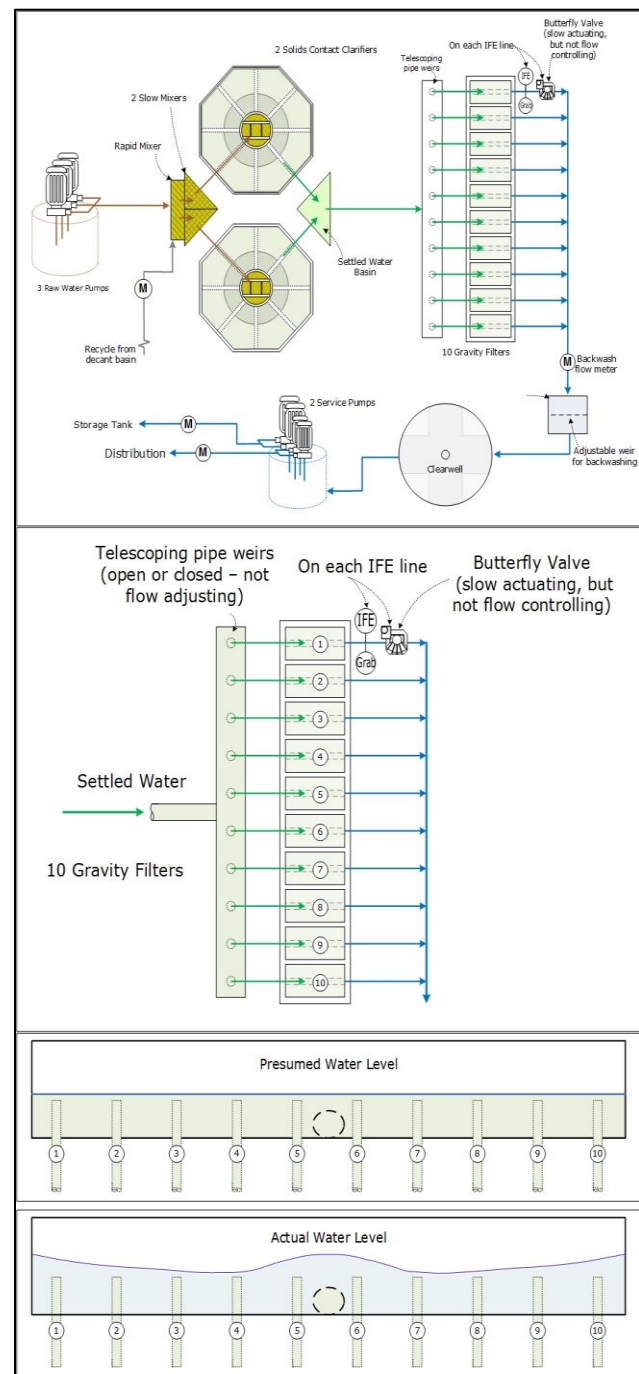 2 Solids Contact Clarifiers
2 Slow Mixers
Rapid Mixer
3 Raw Water Pumps
M
Recycle from
decant basin
Settled Water
Basin
Telescoping
pipe weirs
On each IFE line
Butterfly Valve
(slow actuating,
but not flow
controlling)
IFE
Grab
10 Gravity Filters
M
Backwash
flow meter
Adjustable weir
for backwashing
Clearwell
2 Service Pumps
Storage Tank
M
Distribution
M
Telescoping pipe weirs
(open or closed – not
flow adjusting)
On each IFE line
Butterfly Valve
(slow actuating, but
not flow controlling)
IFE
Grab
1
2
3
4
5
6
7
8
9
10
Settled Water
10 Gravity Filters
Presumed Water Level
1 2 3 4 5 6 7 8 9 10
Actual Water Level
1 2 3 4 5 6 7 8 9 10